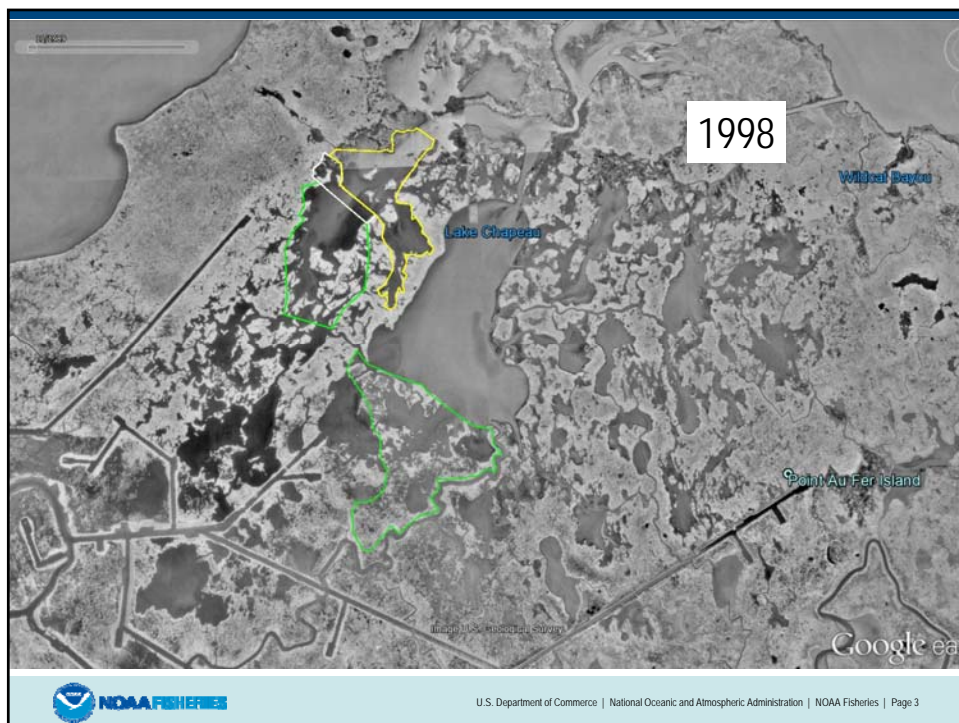 1998
Wildcat Bayou
Lake Chapeau
Point Au Fer Island
Image U.S. Geological Survey
Google ea
NOAA FISHERIES
U.S. Department of Commerce | National Oceanic and Atmospheric Administration | NOAA Fisheries | Page 3